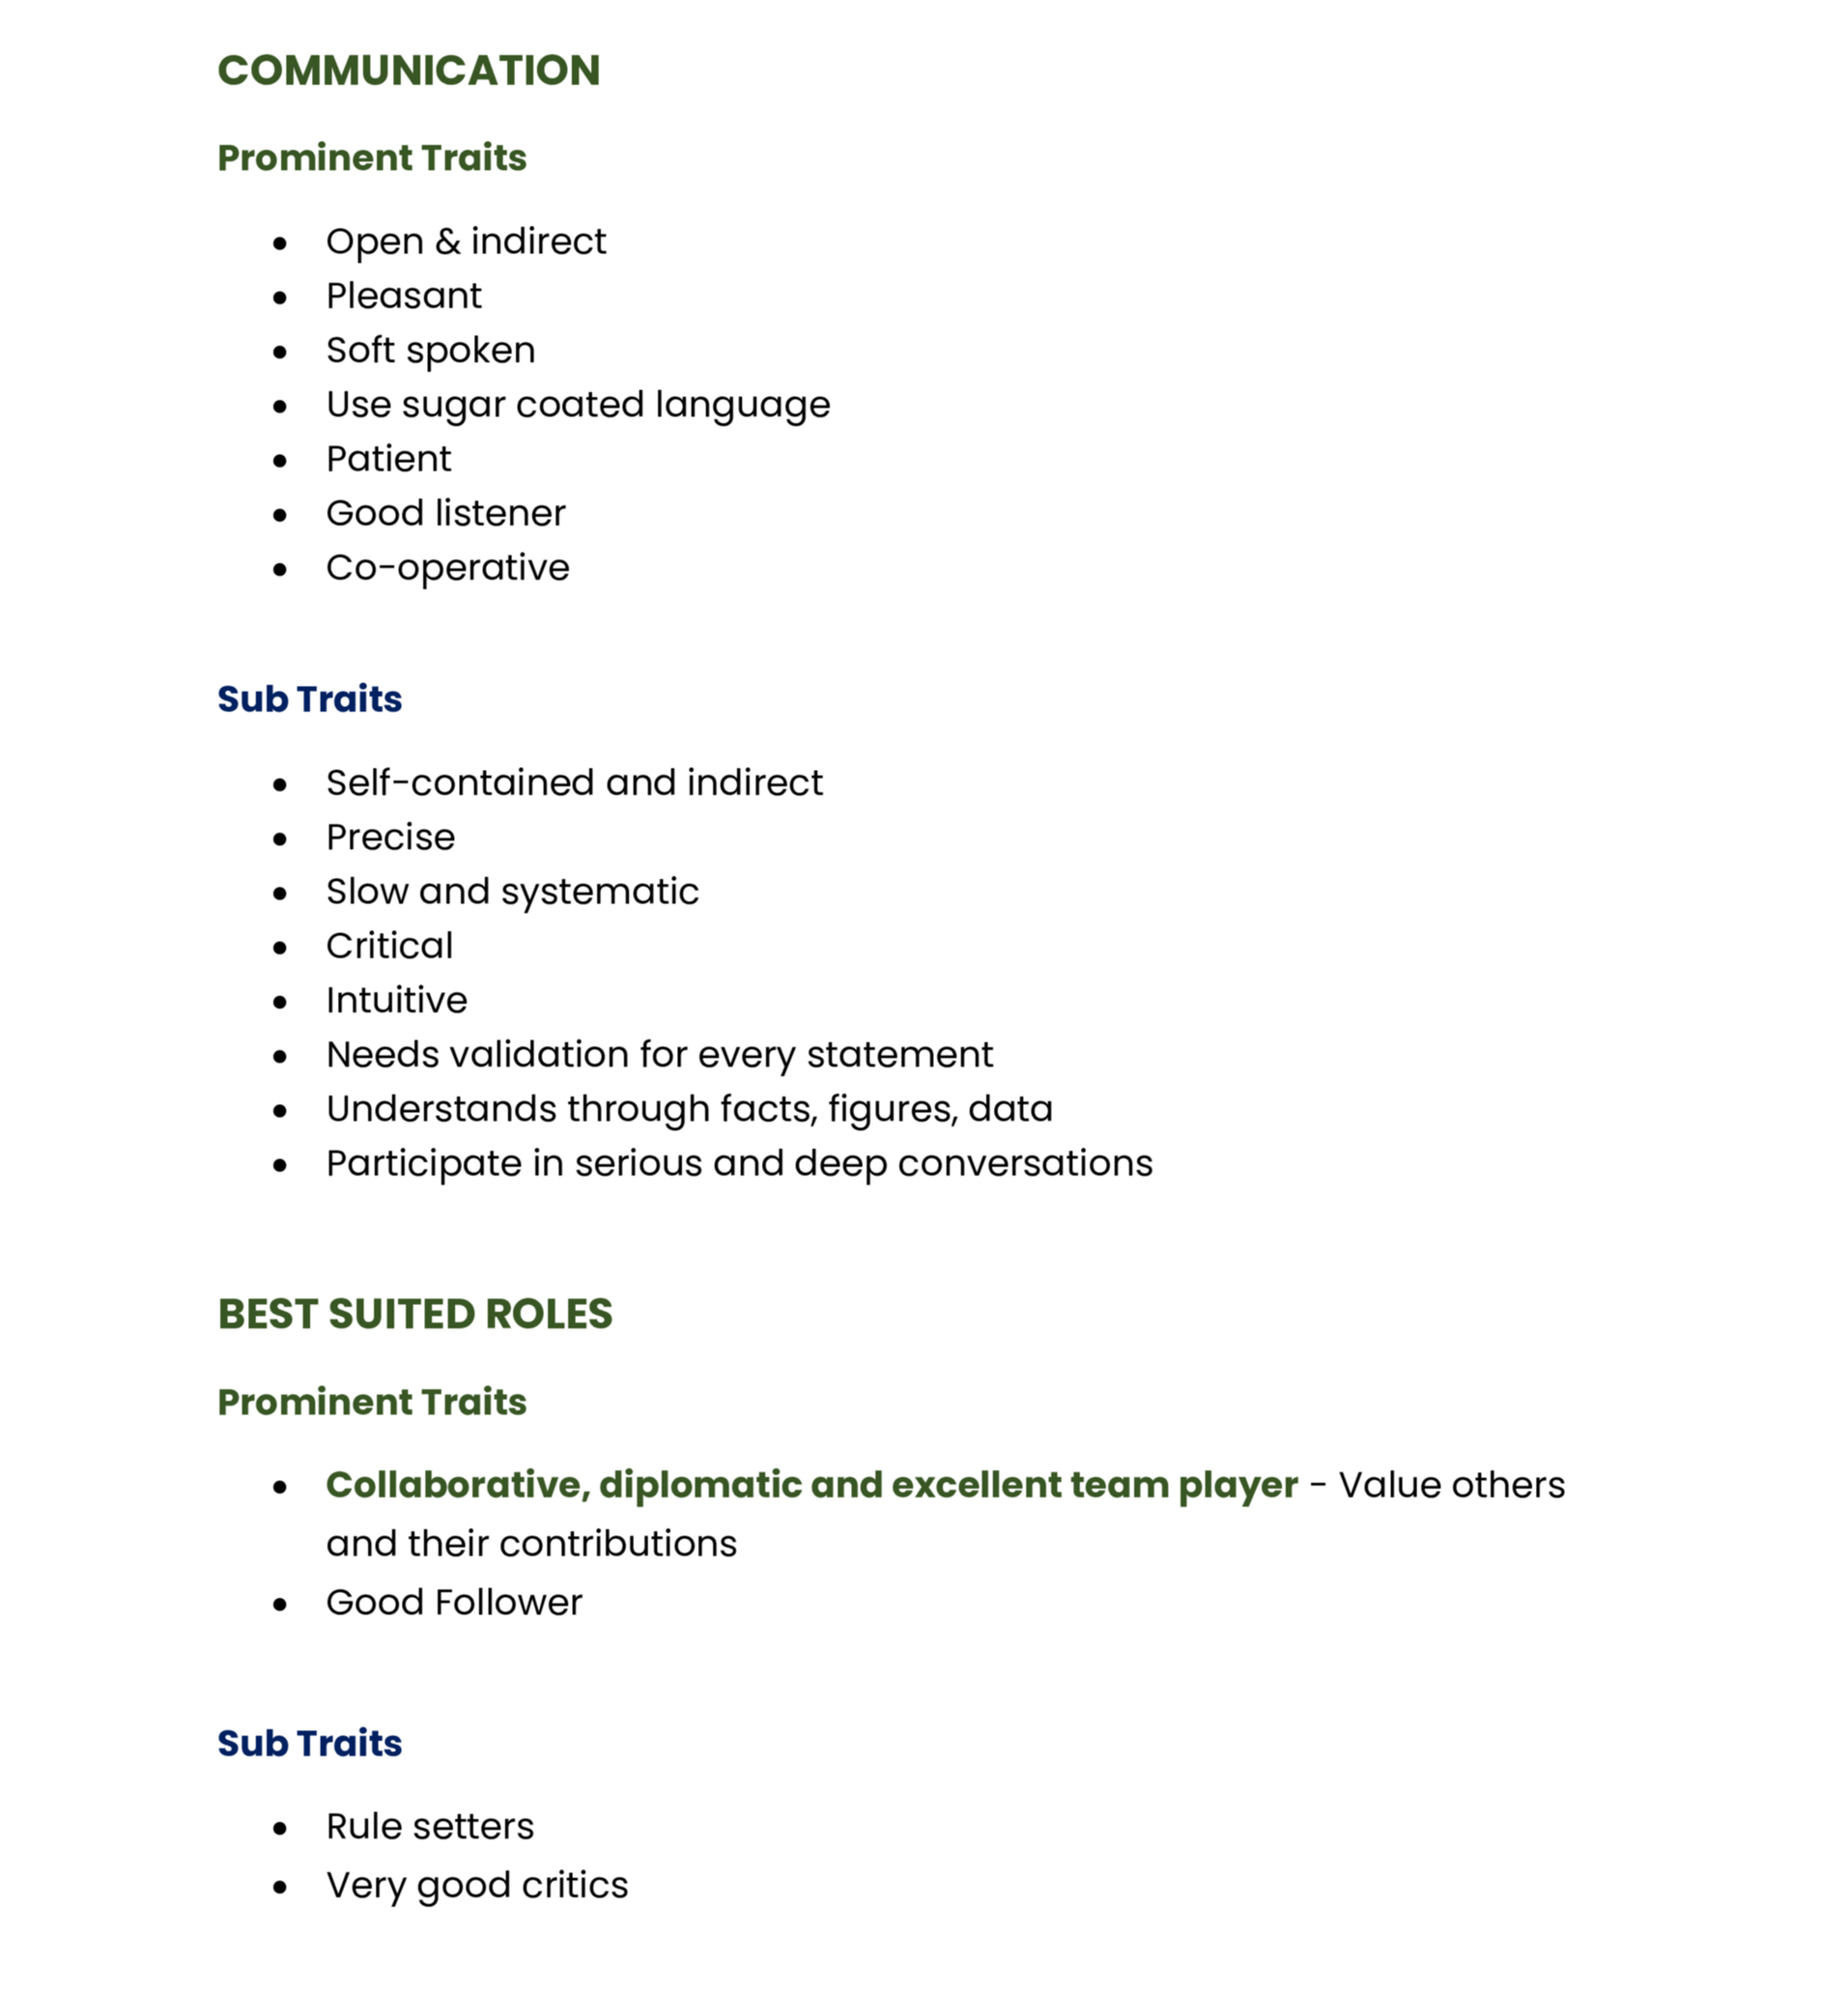 COMMUNICATION
Prominent Traits
● Open & indirect
● Pleasant
● Soft spoken
● Use sugar coated language
● Patient
● Good listener
● Co-operative
Sub Traits
● Self-contained and indirect
● Precise
● Slow and systematic
● Critical
● Intuitive
● Needs validation for every statement
● Understands through facts, figures, data
● Participate in serious and deep conversations
BEST SUITED ROLES
Prominent Traits
● Collaborative, diplomatic and excellent team player - Value others
and their contributions
● Good Follower
Sub Traits
● Rule setters
● Very good critics